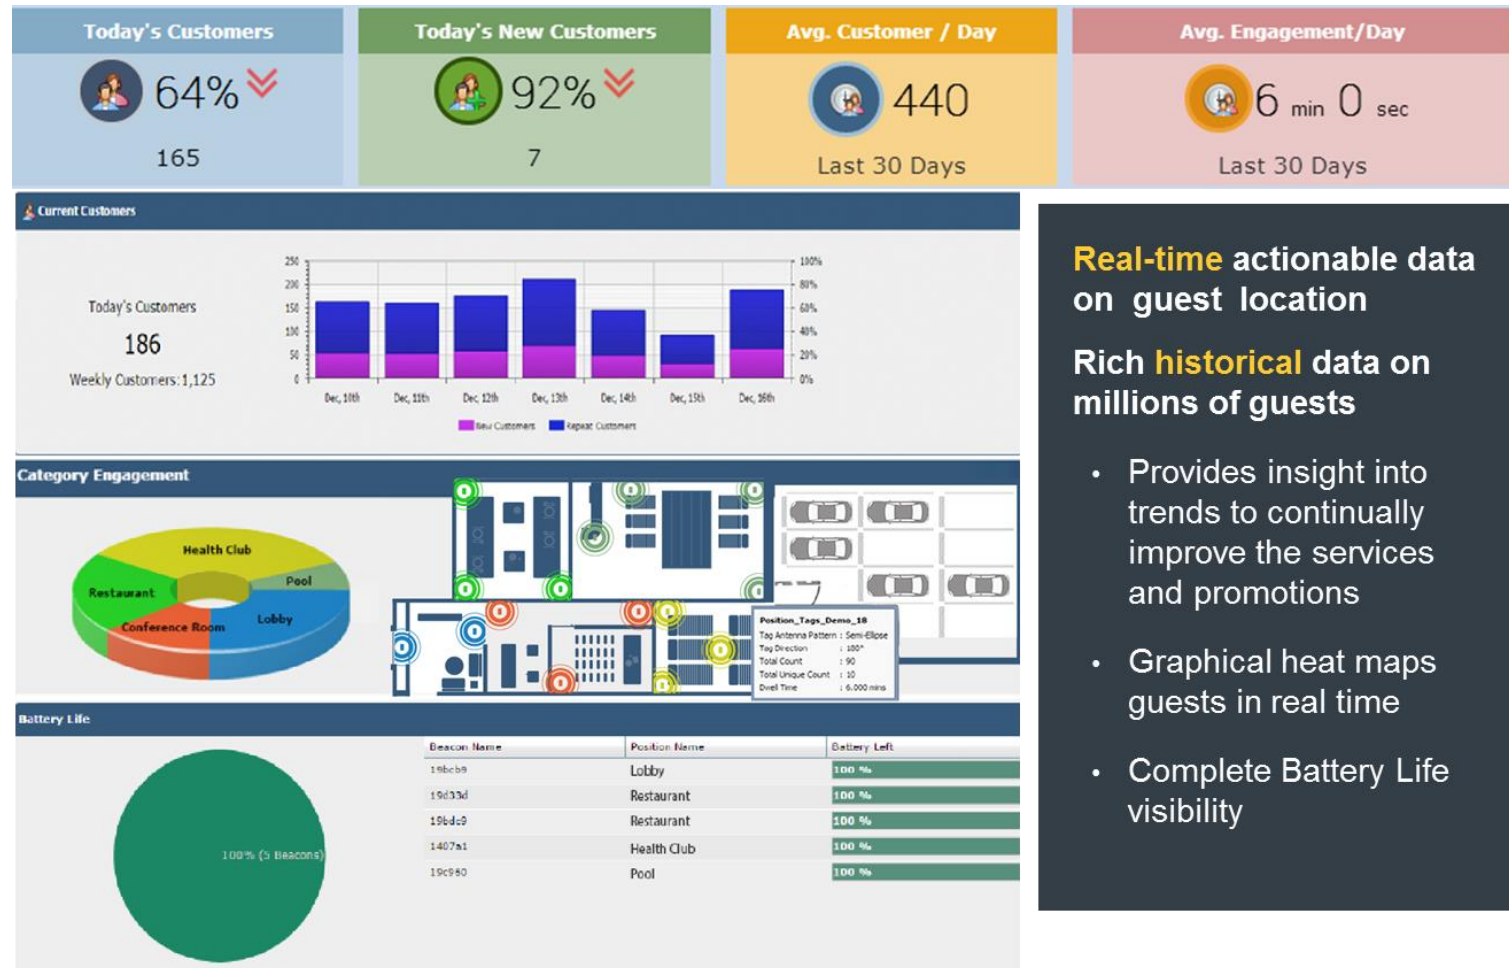 Today's Customers
64%
165
Today's New Customers
92%
7
Avg. Customer / Day
440
Last 30 Days
Avg. Engagement/Day
6 min 0 sec
Last 30 Days
Current Customers
Today's Customers
186
Weekly Customers: 1,125
250
200
150
100
50
0
100%
80%
60%
40%
20%
0%
Dec, 10th Dec, 11th Dec, 12th Dec, 13th Dec, 14th Dec, 15th Dec, 16th
New Customers Repeat Customers
Category Engagement
Health Club
Pool
Restaurant
Lobby
Conference Room
Position_Tags_Demo_18
Tag Antenna Pattern : Semi-Elipse
Tag Direction : 180°
Total Count : 90
Total Unique Count : 10
Dwell Time : 6.000 mins
Battery Life
100% (5 Beacons)
Beacon Name Position Name Battery Left
19bcb9 Lobby 100 %
19d33d Restaurant 100 %
19bdc9 Restaurant 100 %
1407a1 Health Club 100 %
19c960 Pool 100 %
Real-time actionable data
on guest location
Rich historical data on
millions of guests
• Provides insight into
trends to continually
improve the services
and promotions
• Graphical heat maps
guests in real time
• Complete Battery Life
visibility